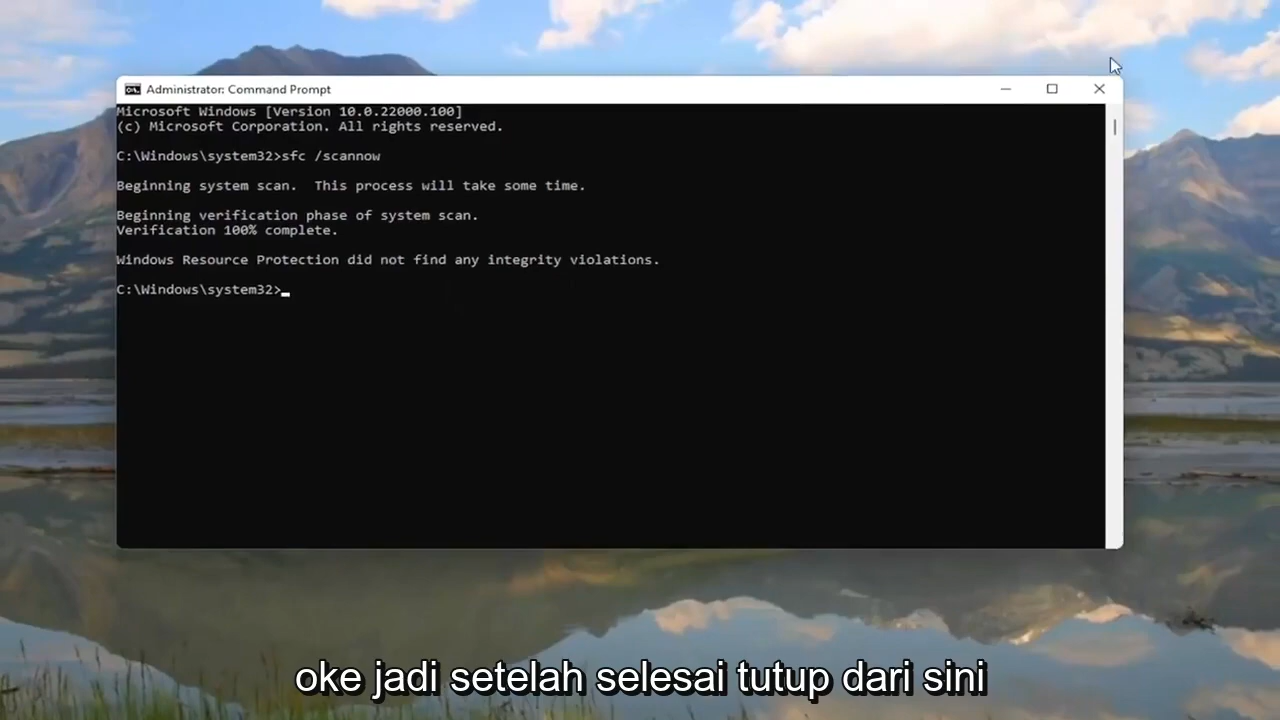 Administrator: Command Prompt
Microsoft Windows [Version 10.0.22000.100]
(c) Microsoft Corporation. All rights reserved.
C:\Windows\system32>sfc /scannow
Beginning system scan.  This process will take some time.
Beginning verification phase of system scan.
Verification 100% complete.
Windows Resource Protection did not find any integrity violations.
C:\Windows\system32>
oke jadi setelah selesai tutup dari sini